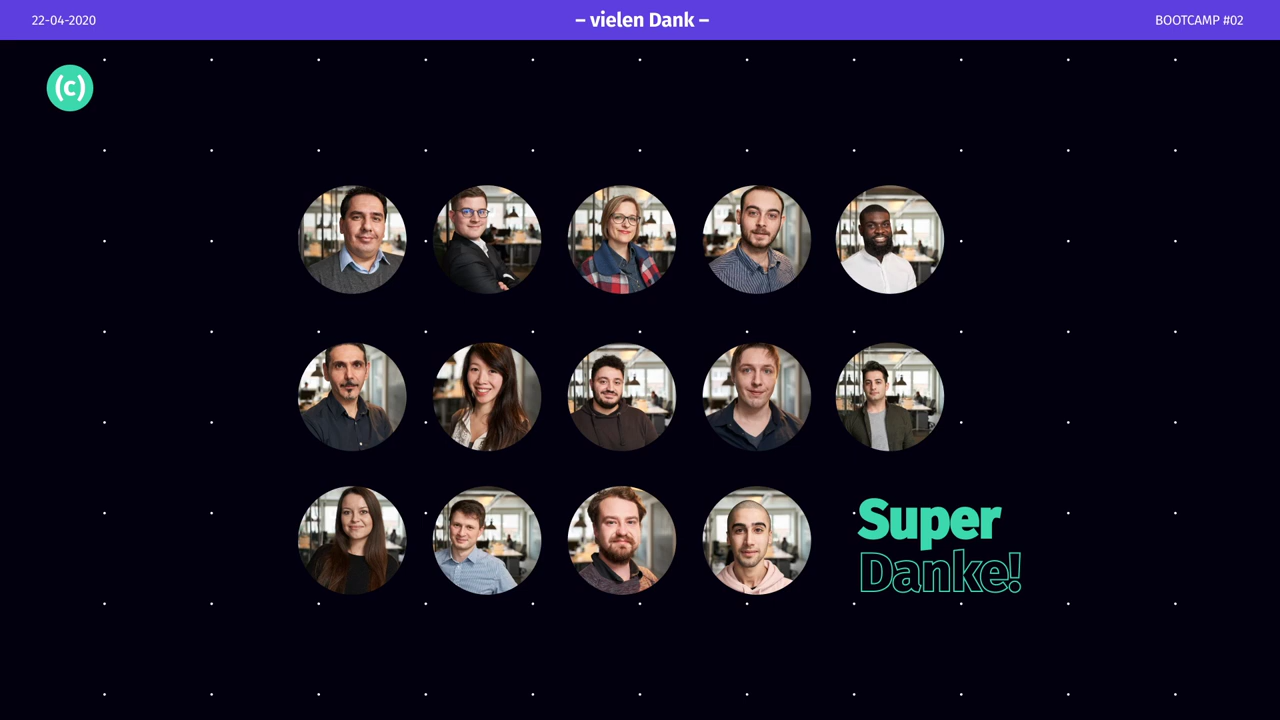 22-04-2020
– vielen Dank –
BOOTCAMP #02
(c)
Super
Danke!